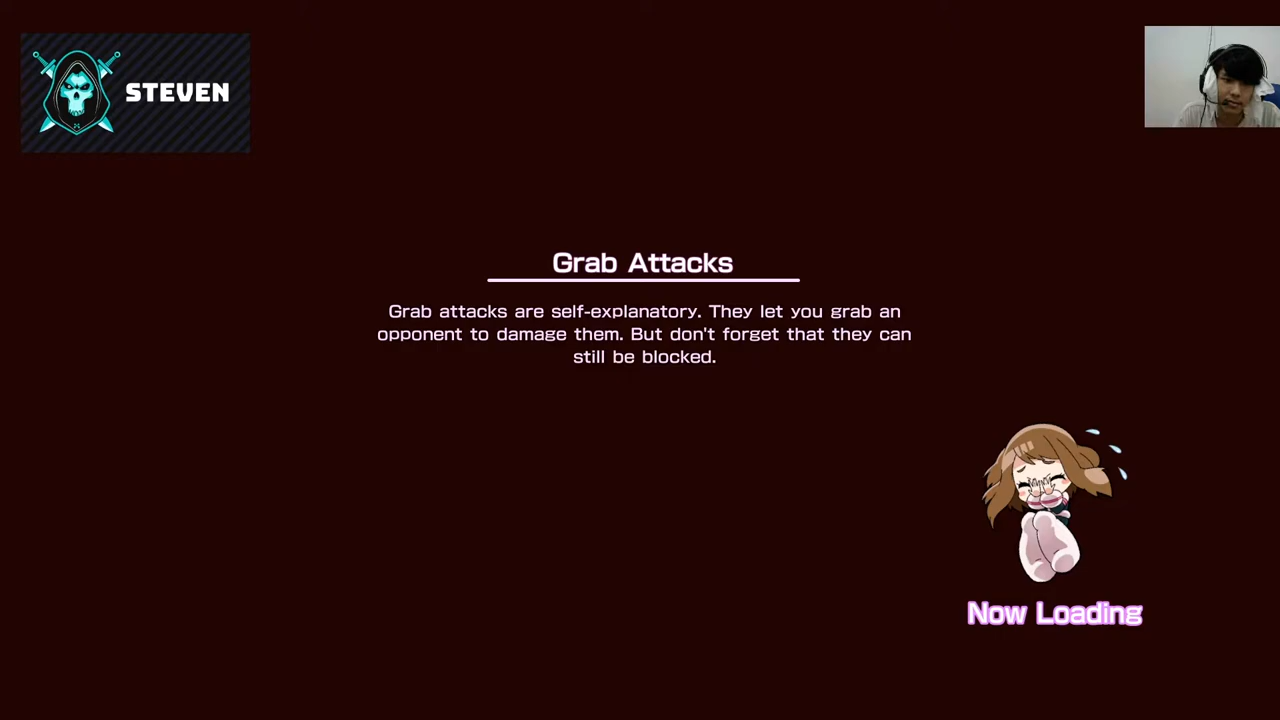 STEVEN
Grab Attacks
Grab attacks are self-explanatory. They let you grab an
opponent to damage them. But don't forget that they can
still be blocked.
Now Loading